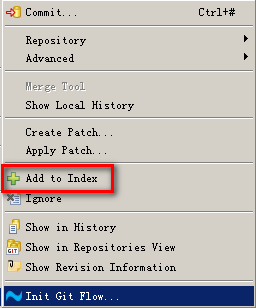 Commit... Ctrl+#
Repository
Advanced
Merge Tool
Show Local History
Create Patch...
Apply Patch...
Add to Index
Ignore
Show in History
GIT Show in Repositories View
Show Revision Information
Init Git Flow...